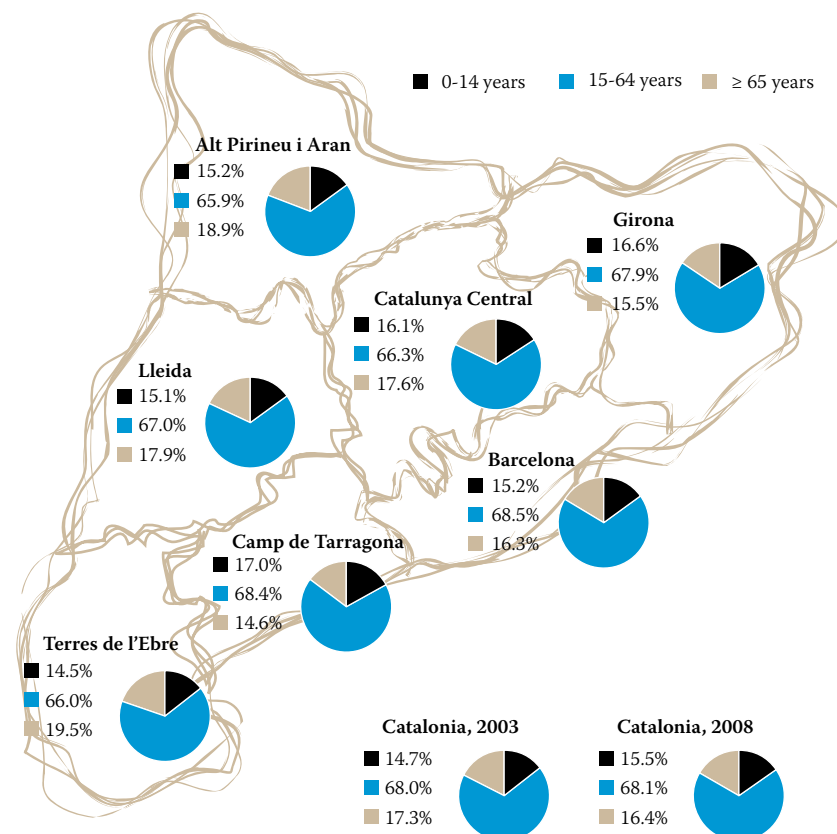 0-14 years 15-64 years ≥ 65 years
Alt Pirineu i Aran
15.2%
65.9%
18.9%
Girona
16.6%
67.9%
15.5%
Catalunya Central
16.1%
66.3%
17.6%
Lleida
15.1%
67.0%
17.9%
Barcelona
15.2%
68.5%
16.3%
Camp de Tarragona
17.0%
68.4%
14.6%
Terres de l'Ebre
14.5%
66.0%
19.5%
Catalonia, 2003
14.7%
68.0%
17.3%
Catalonia, 2008
15.5%
68.1%
16.4%